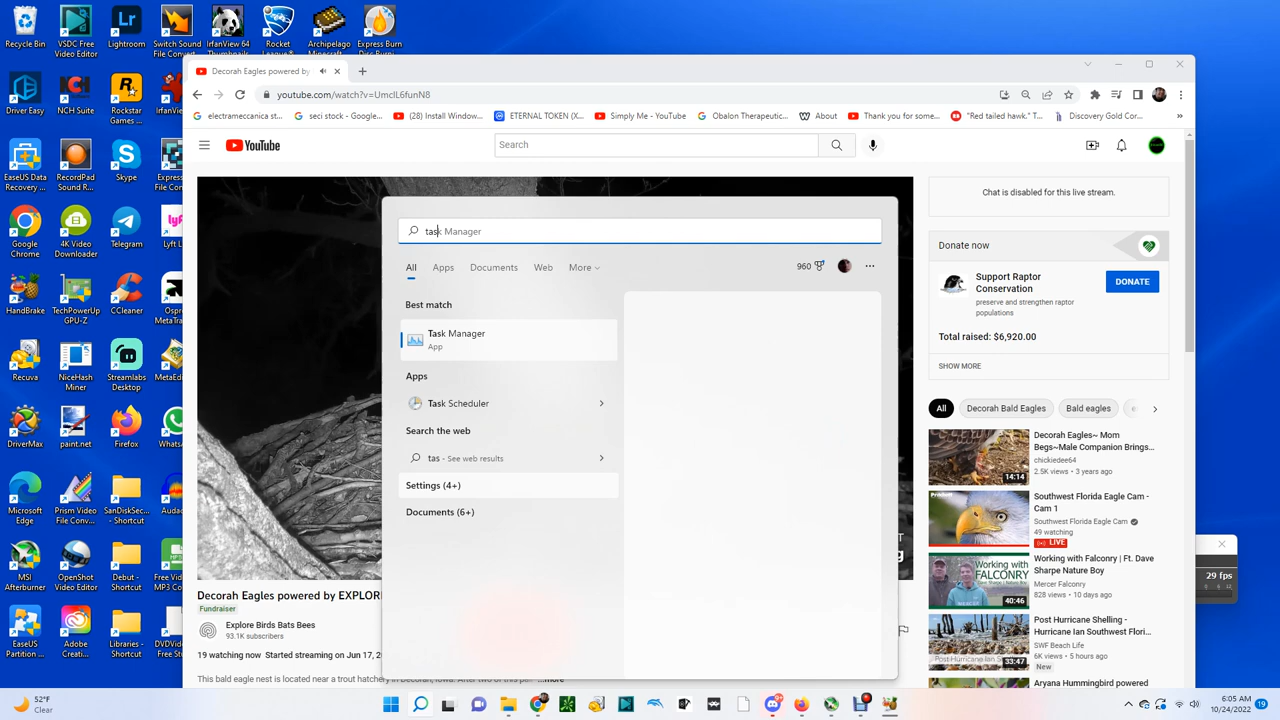 Recycle Bin
VSDC Free Video Editor
Lightroom
Switch Sound File Convert...
IrfanView 64 Thumbnails
Rocket League®
Archipelago Minecraft
Express Burn Disc Burni...
Driver Easy
NCH Suite
Rockstar Games ...
EaseUS Data Recovery ...
RecordPad Sound R...
Skype
Google Chrome
4K Video Downloader
Telegram
HandBrake
TechPowerUp GPU-Z
CCleaner
Recuva
NiceHash Miner
Streamlabs Desktop
DriverMax
paint.net
Firefox
Microsoft Edge
Prism Video File Conv...
SanDiskSec... - Shortcut
MSI Afterburner
OpenShot Video Editor
Debut - Shortcut
EaseUS Partition ...
Adobe Creati...
Libraries - Shortcut
Decorah Eagles powered by
youtube.com/watch?v=UmclL6funN8
electrameccanica st...
seci stock - Google...
(28) Install Window...
ETERNAL TOKEN (X...
Simply Me - YouTube
Obalon Therapeutic...
About
Thank you for some...
"Red tailed hawk." T...
Discovery Gold Cor...
YouTube
Search
task Manager
All
Apps
Documents
Web
More
960
Best match
Task Manager
App
Apps
Task Scheduler
Search the web
tas - See web results
Settings (4+)
Documents (6+)
Decorah Eagles powered by EXPLOR
Fundraiser
Explore Birds Bats Bees
93.1K subscribers
19 watching now Started streaming on Jun 17, 2
This bald eagle nest is located near a trout hatchery in Decorah, Iowa. After two of this pa
...more
Chat is disabled for this live stream.
Donate now
Support Raptor Conservation
preserve and strengthen raptor populations
DONATE
Total raised: $6,920.00
SHOW MORE
All
Decorah Bald Eagles
Bald eagles
Decorah Eagles~ Mom
Begs~Male Companion Brings...
chickiedee64
2.5K views • 3 years ago
14:14
Southwest Florida Eagle Cam -
Cam 1
Southwest Florida Eagle Cam
49 watching
LIVE
Working with Falconry | Ft. Dave
Sharpe Nature Boy
Mercer Falconry
828 views • 10 days ago
Working with FALCONRY
40:46
Post Hurricane Shelling -
Hurricane Ian Southwest Flori...
SWF Beach Life
6K views • 5 hours ago
New
33:47
Aryana Hummingbird powered
29 fps
52°F
Clear
6:05 AM
10/24/2022
19